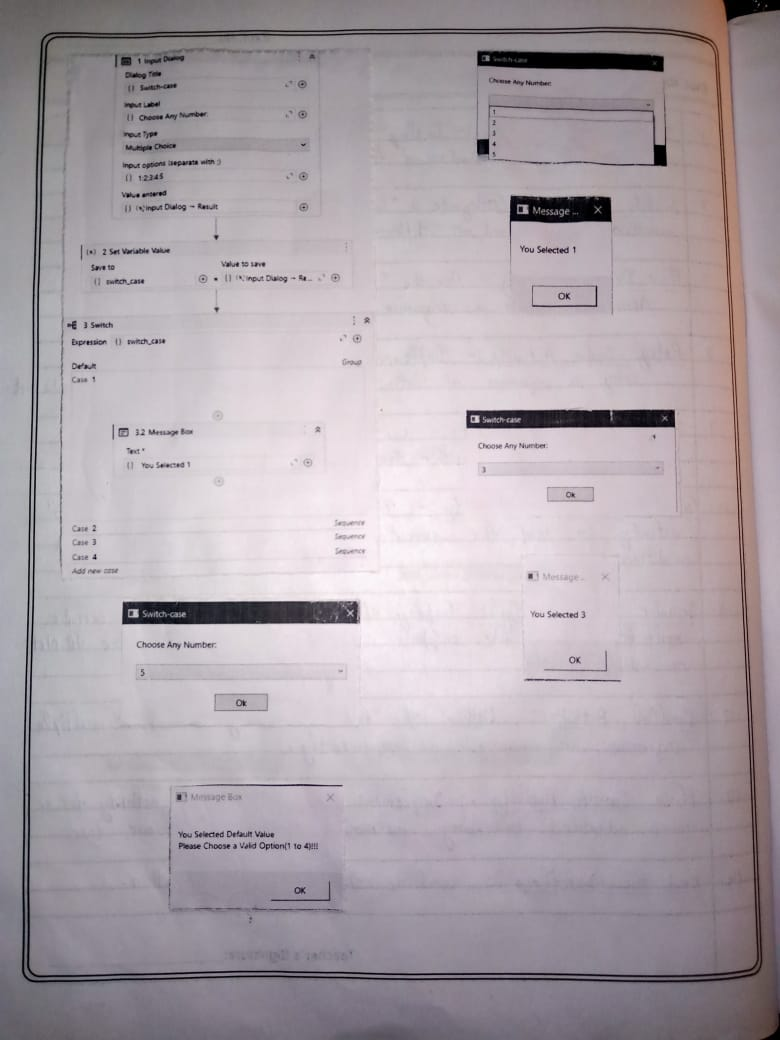 1 Input Dialog
Dialog Title
Switch-case
Input Label
Choose Any Number:
Input Type
Multiple Choice
Input options (separate with ;)
1;2;3;4;5
Value entered
Input Dialog → Result
2 Set Variable Value
Save to
Value to save
switch_case
Input Dialog → Re...
3 Switch
Expression switch_case
Default
Group
Case 1
3.2 Message Box
Text *
You Selected 1
Case 2 Sequence
Case 3 Sequence
Case 4 Sequence
Add new case
Switch-case
Choose Any Number:
1
2
3
4
5
Message ...
You Selected 1
OK
Switch-case
Choose Any Number:
3
Ok
Message ...
You Selected 3
OK
Switch-case
Choose Any Number:
5
Ok
Message Box
You Selected Default Value
Please Choose a Valid Option(1 to 4)!!!
OK
Teacher's Signature: